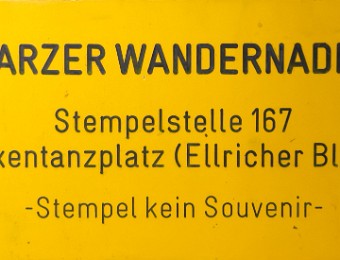 ARZER WANDERNADE
Stempelstelle 167
xentanzplatz (Ellricher Bl
-Stempel kein Souvenir-